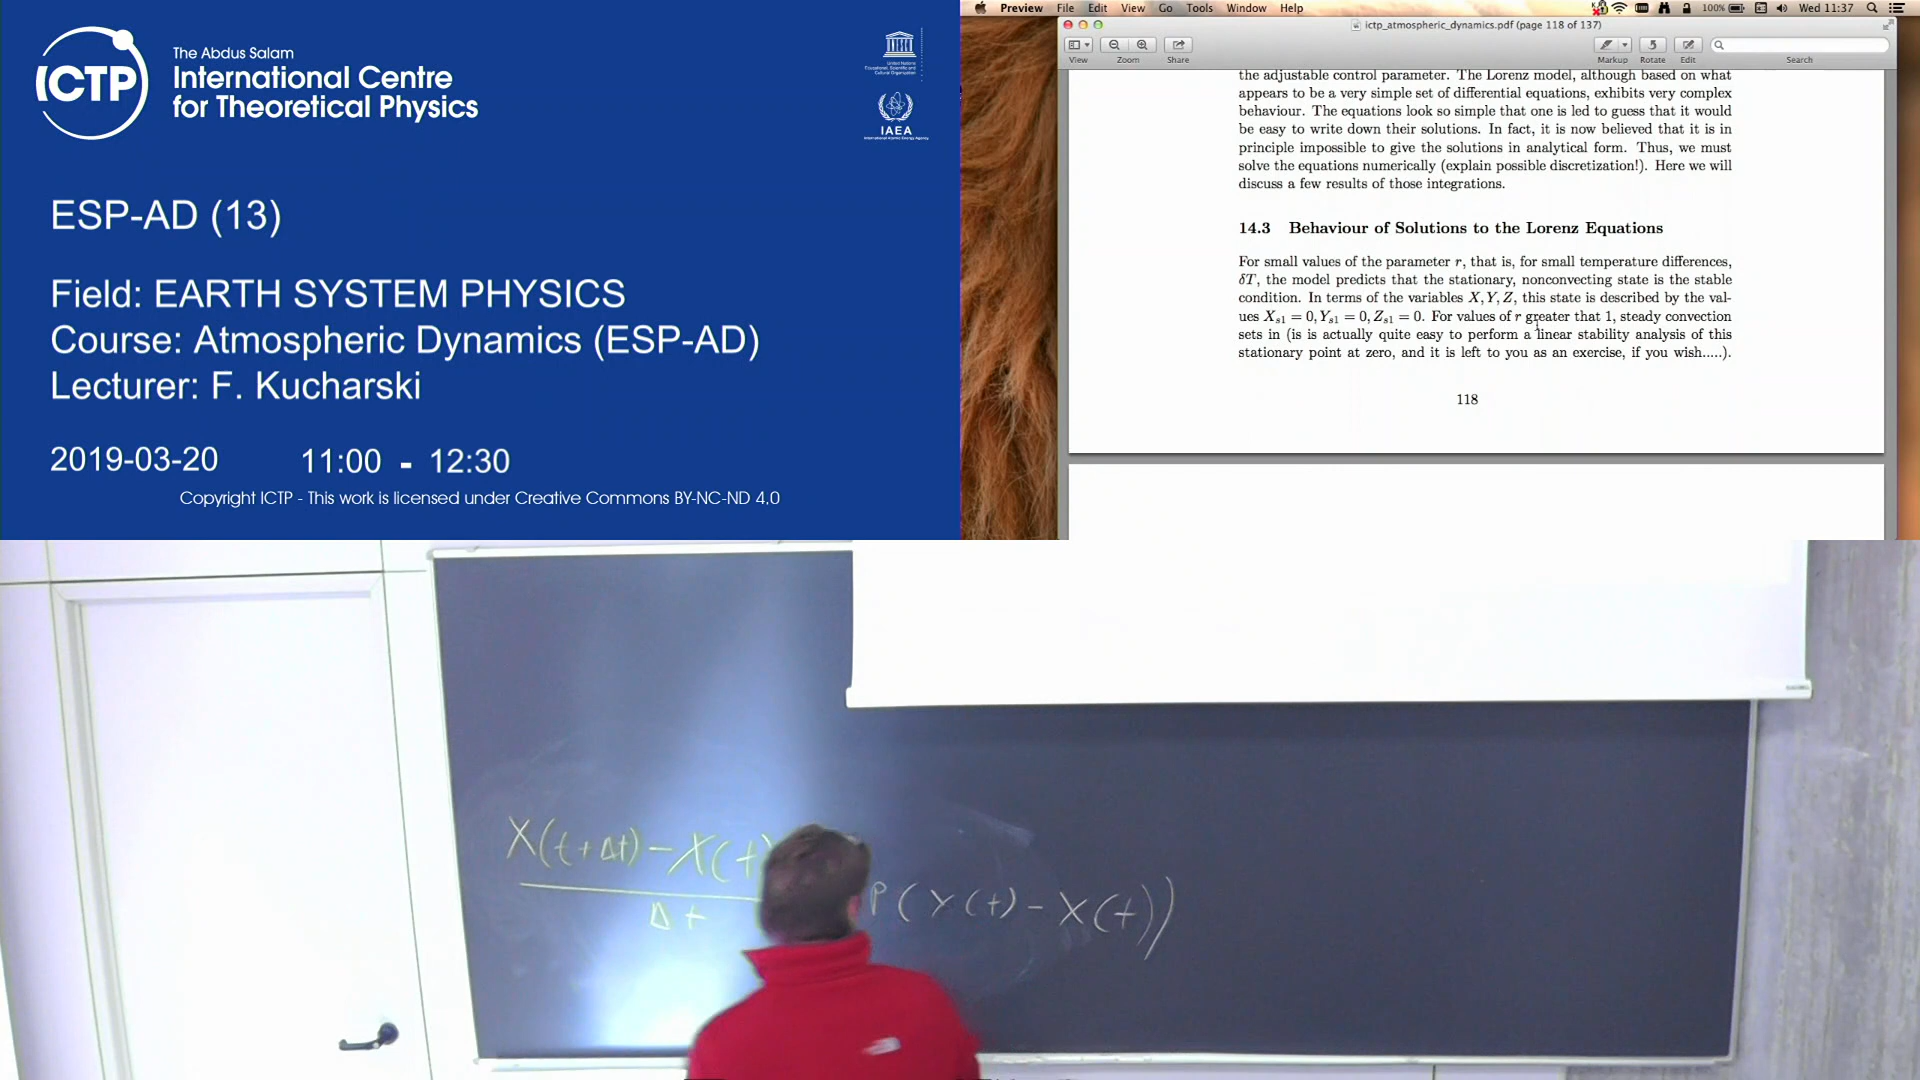 ICTP
The Abdus Salam
International Centre
for Theoretical Physics
United Nations
Educational, Scientific and
Cultural Organization
IAEA
International Atomic Energy Agency
ESP-AD (13)
Field: EARTH SYSTEM PHYSICS
Course: Atmospheric Dynamics (ESP-AD)
Lecturer: F. Kucharski
2019-03-20 11:00 - 12:30
Copyright ICTP - This work is licensed under Creative Commons BY-NC-ND 4.0
Preview File Edit View Go Tools Window Help 100% Wed 11:37
ictp_atmospheric_dynamics.pdf (page 118 of 137)
View Zoom Share Markup Rotate Edit Search
the adjustable control parameter. The Lorenz model, although based on what
appears to be a very simple set of differential equations, exhibits very complex
behaviour. The equations look so simple that one is led to guess that it would
be easy to write down their solutions. In fact, it is now believed that it is in
principle impossible to give the solutions in analytical form. Thus, we must
solve the equations numerically (explain possible discretization!). Here we will
discuss a few results of those integrations.
14.3 Behaviour of Solutions to the Lorenz Equations
For small values of the parameter r, that is, for small temperature differences,
δT, the model predicts that the stationary, nonconvecting state is the stable
condition. In terms of the variables X, Y, Z, this state is described by the val-
ues Xs1 = 0, Ys1 = 0, Zs1 = 0. For values of r greater that 1, steady convection
sets in (is is actually quite easy to perform a linear stability analysis of this
stationary point at zero, and it is left to you as an exercise, if you wish.....).
118
X(t+Δt) - X(t)
Δt
P(Y(t) - X(t))